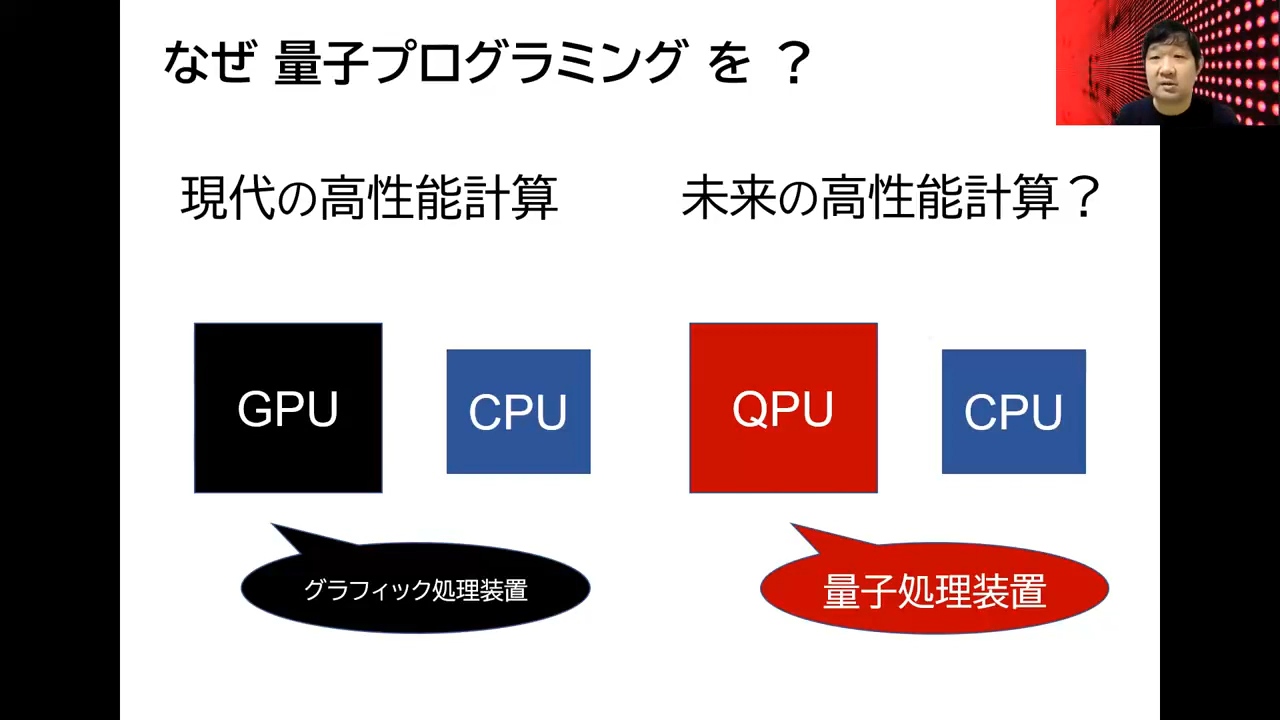 なぜ 量子プログラミング を ?
現代の高性能計算
未来の高性能計算?
GPU
CPU
QPU
CPU
グラフィック処理装置
量子処理装置